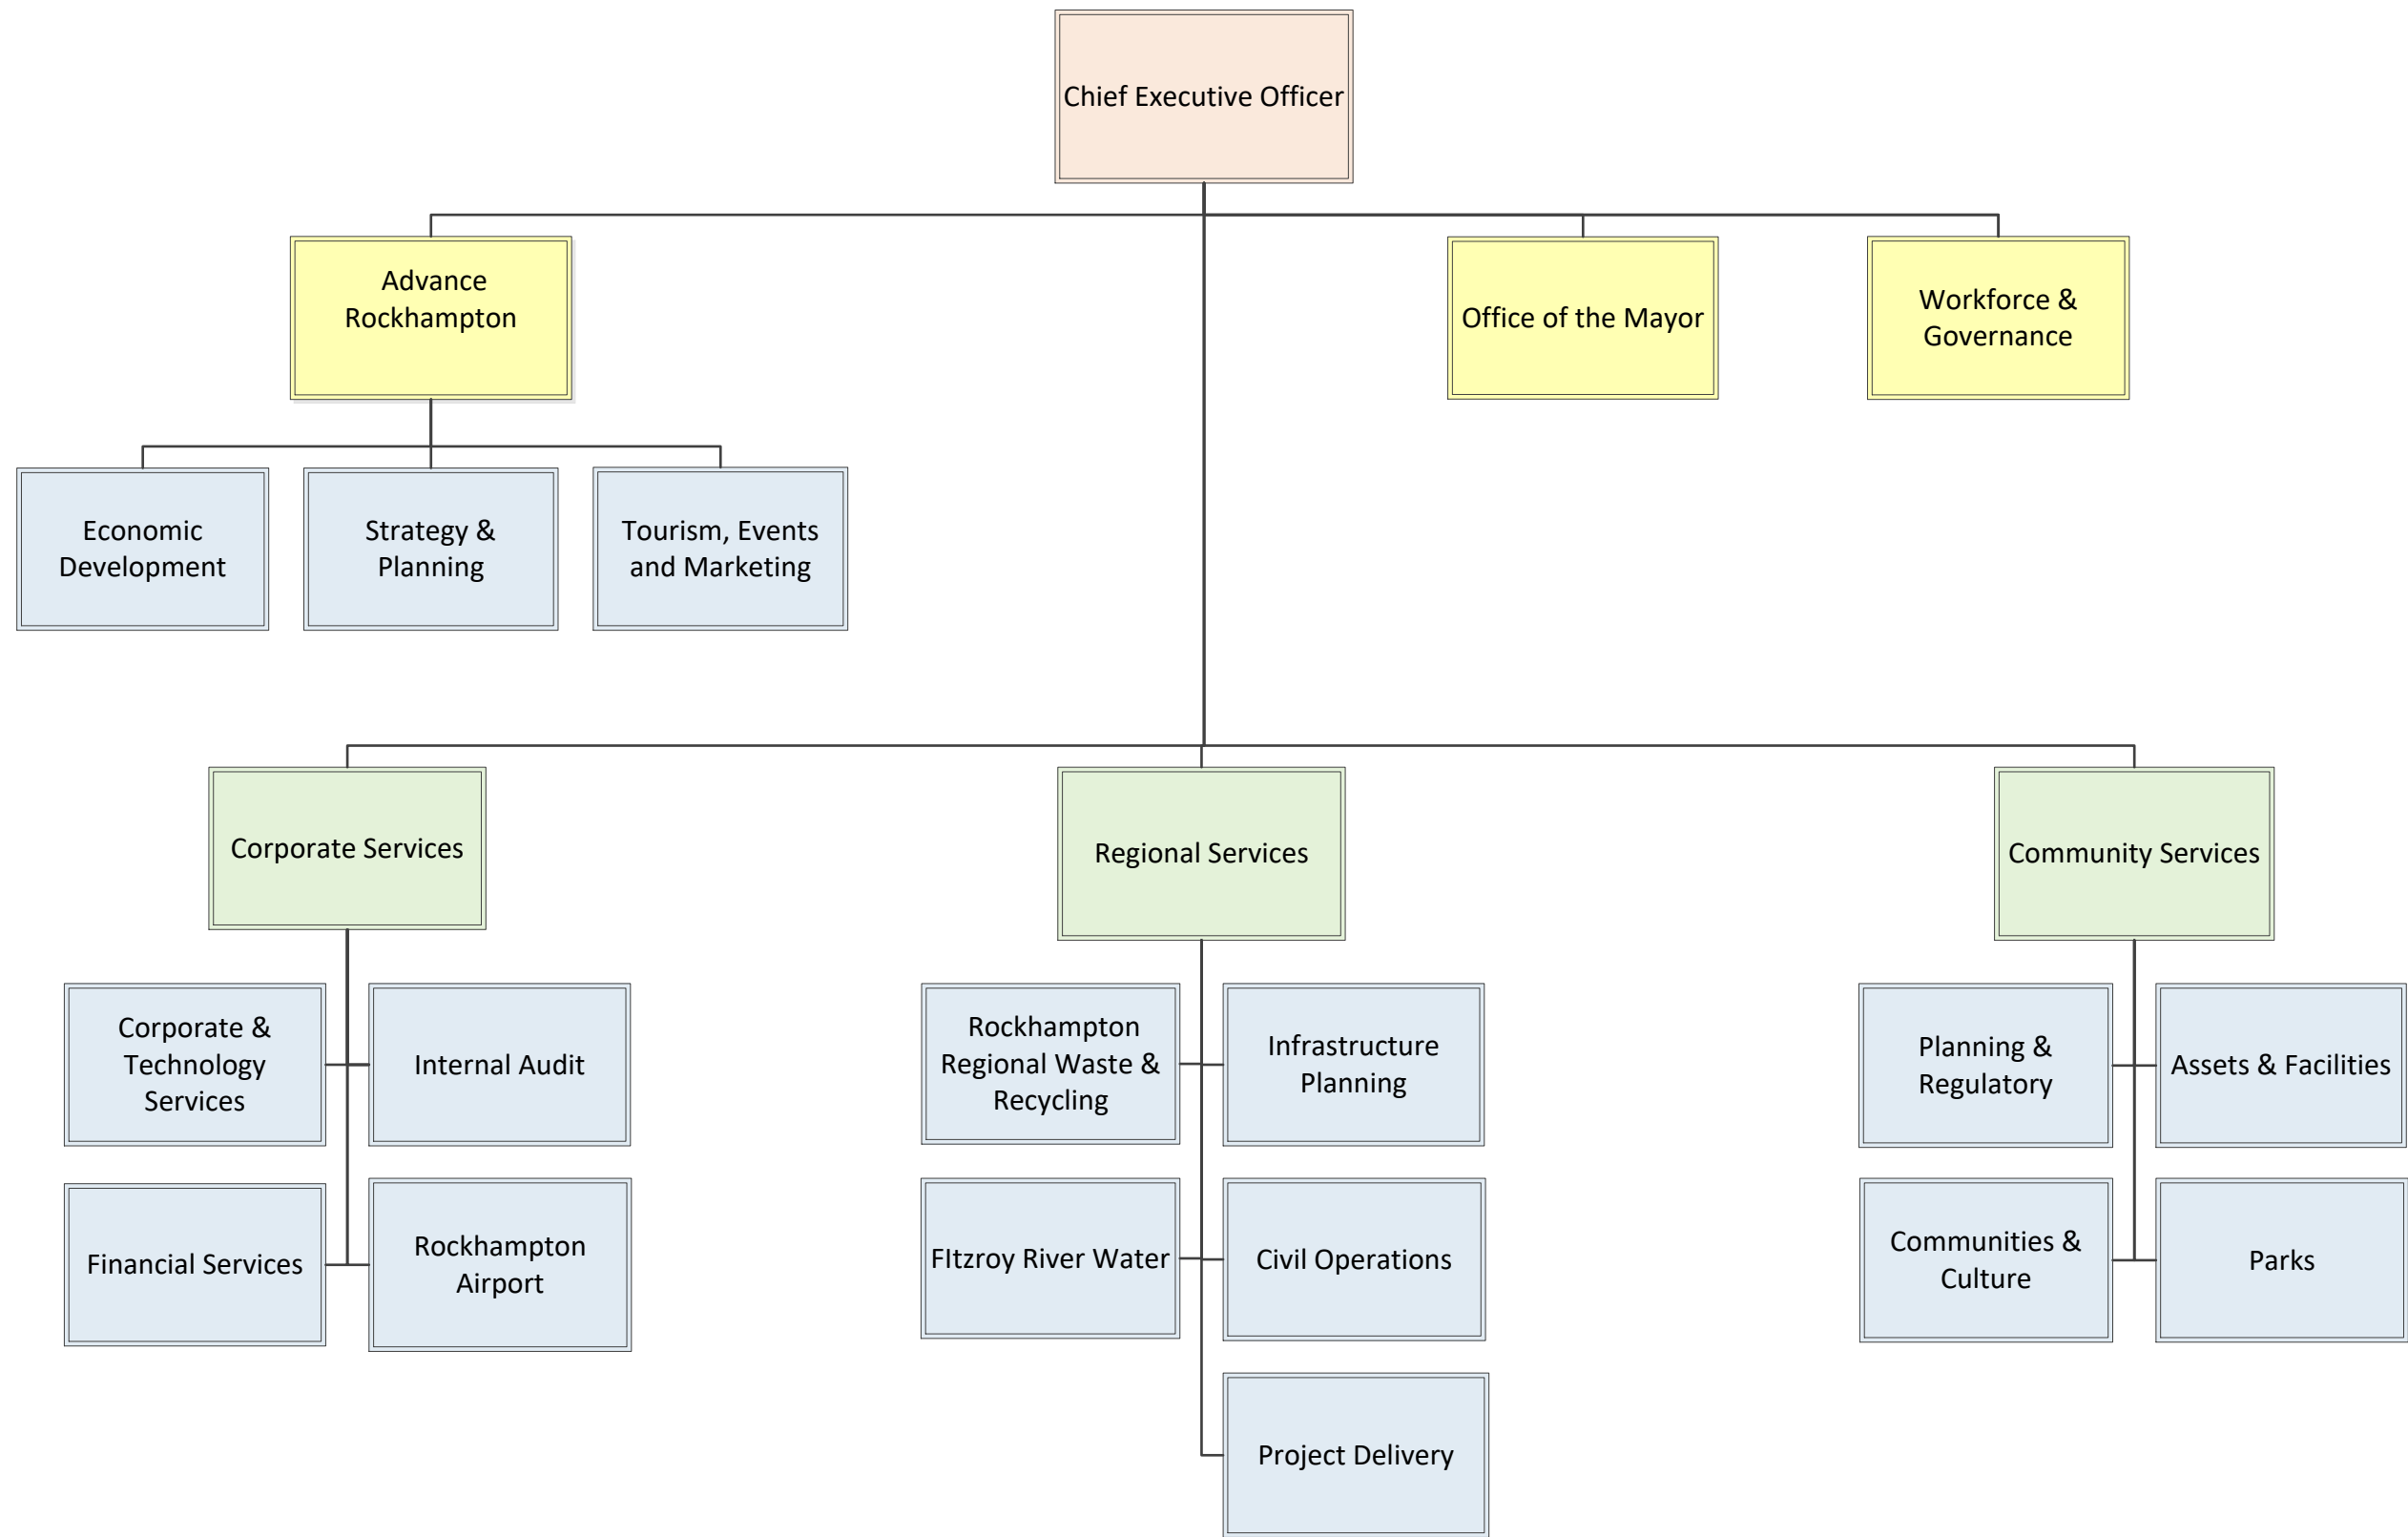 Chief Executive Officer
Advance
Rockhampton
Office of the Mayor
Workforce &
Governance
Economic
Development
Strategy &
Planning
Tourism, Events
and Marketing
Corporate Services
Regional Services
Community Services
Corporate &
Technology
Services
Internal Audit
Rockhampton
Regional Waste &
Recycling
Infrastructure
Planning
Planning &
Regulatory
Assets & Facilities
Financial Services
Rockhampton
Airport
FItzroy River Water
Civil Operations
Communities &
Culture
Parks
Project Delivery